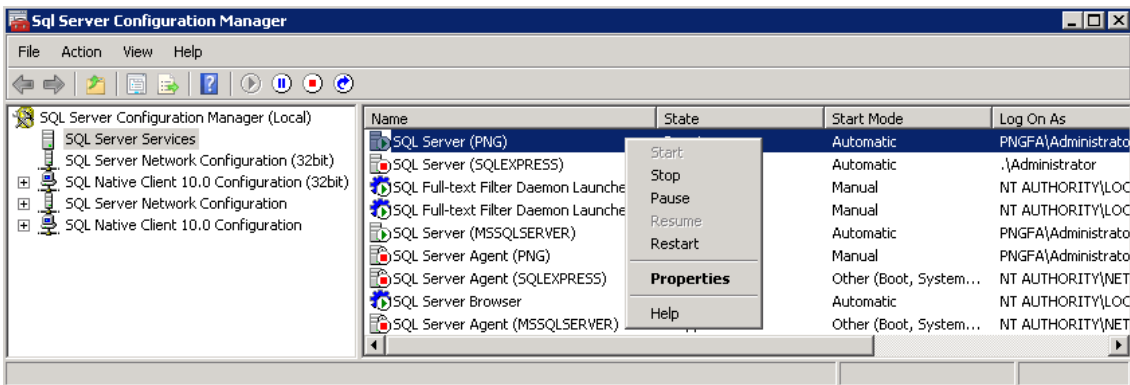 Sql Server Configuration Manager
File Action View Help
SQL Server Configuration Manager (Local)
SQL Server Services
SQL Server Network Configuration (32bit)
SQL Native Client 10.0 Configuration (32bit)
SQL Server Network Configuration
SQL Native Client 10.0 Configuration
Name State Start Mode Log On As
SQL Server (PNG) Automatic PNGFA\Administrato
SQL Server (SQLEXPRESS) Automatic .\Administrator
SQL Full-text Filter Daemon Launche Manual NT AUTHORITY\LOC
SQL Full-text Filter Daemon Launche Manual NT AUTHORITY\LOC
SQL Server (MSSQLSERVER) Automatic PNGFA\Administrato
SQL Server Agent (PNG) Manual PNGFA\Administrato
SQL Server Agent (SQLEXPRESS) Other (Boot, System... NT AUTHORITY\NET
SQL Server Browser Automatic NT AUTHORITY\LOC
SQL Server Agent (MSSQLSERVER) Other (Boot, System... NT AUTHORITY\NET
Start
Stop
Pause
Resume
Restart
Properties
Help